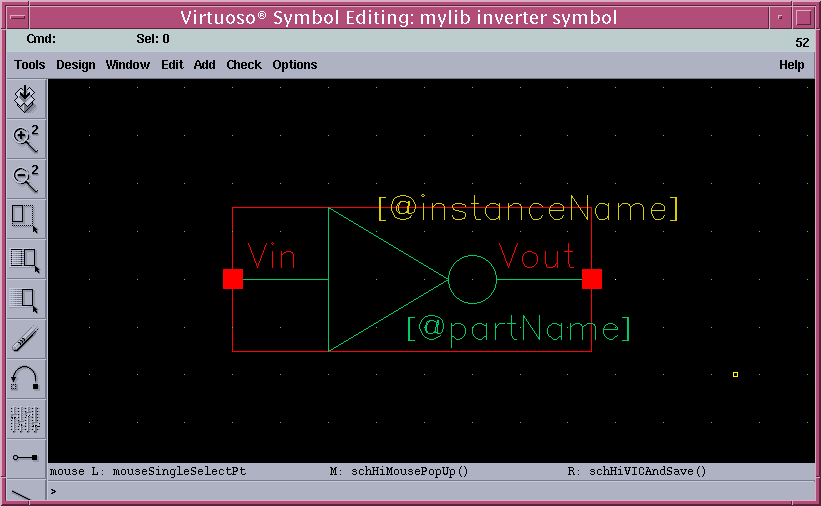 Virtuoso® Symbol Editing: mylib inverter symbol
Cmd: Sel: 0 52
Tools Design Window Edit Add Check Options Help
2
2
[@instanceName]
Vin Vout
[@partName]
mouse L: mouseSingleSelectPt M: schHiMousePopUp() R: schHiVICAndSave()
>